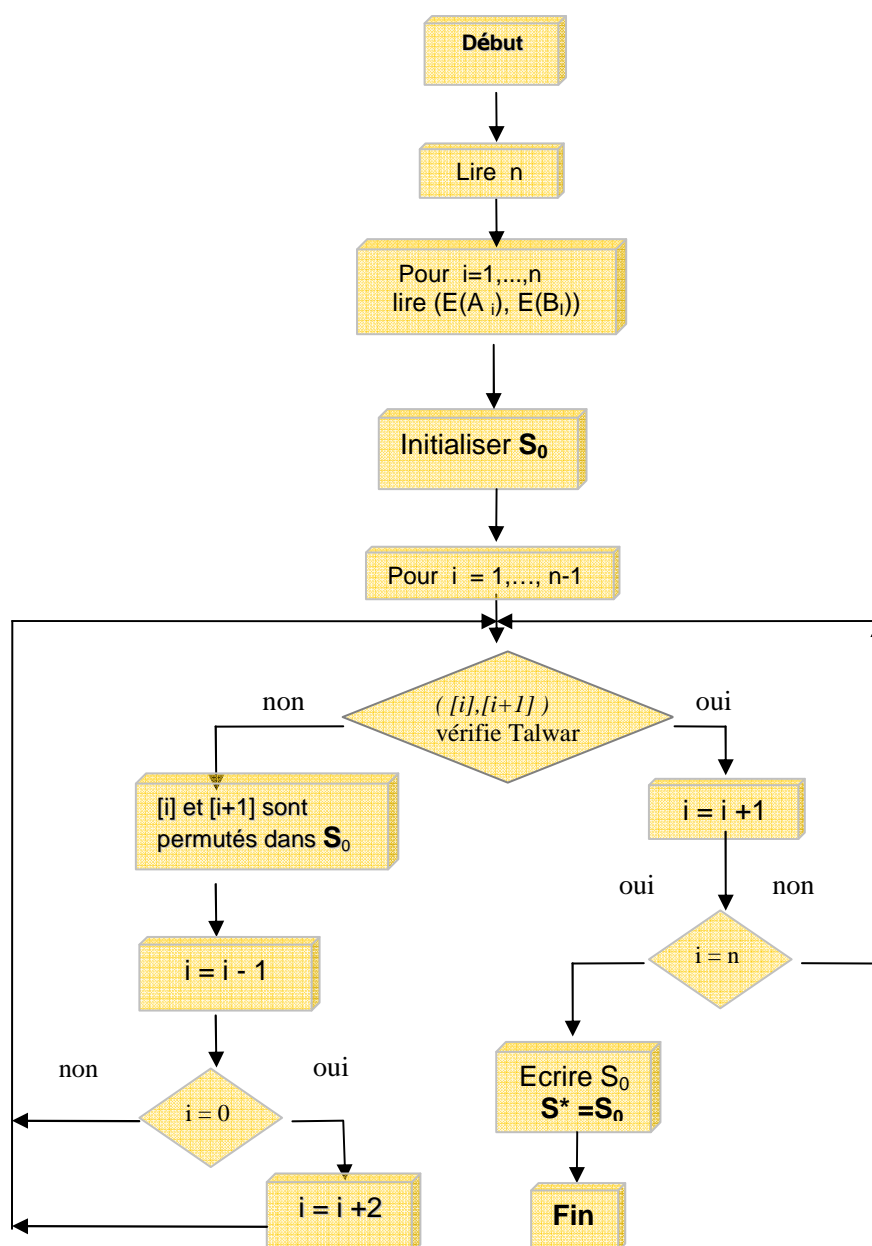 Début
Lire n
Pour i=1,...,n
lire (E(A i), E(Bl))
Initialiser S0
Pour i = 1,…, n-1
non
( [i],[i+1] )
vérifie Talwar
oui
[i] et [i+1] sont
permutés dans S0
i = i +1
oui
non
i = i - 1
i = n
non
oui
i = 0
Ecrire S0
S* =S0
i = i +2
Fin